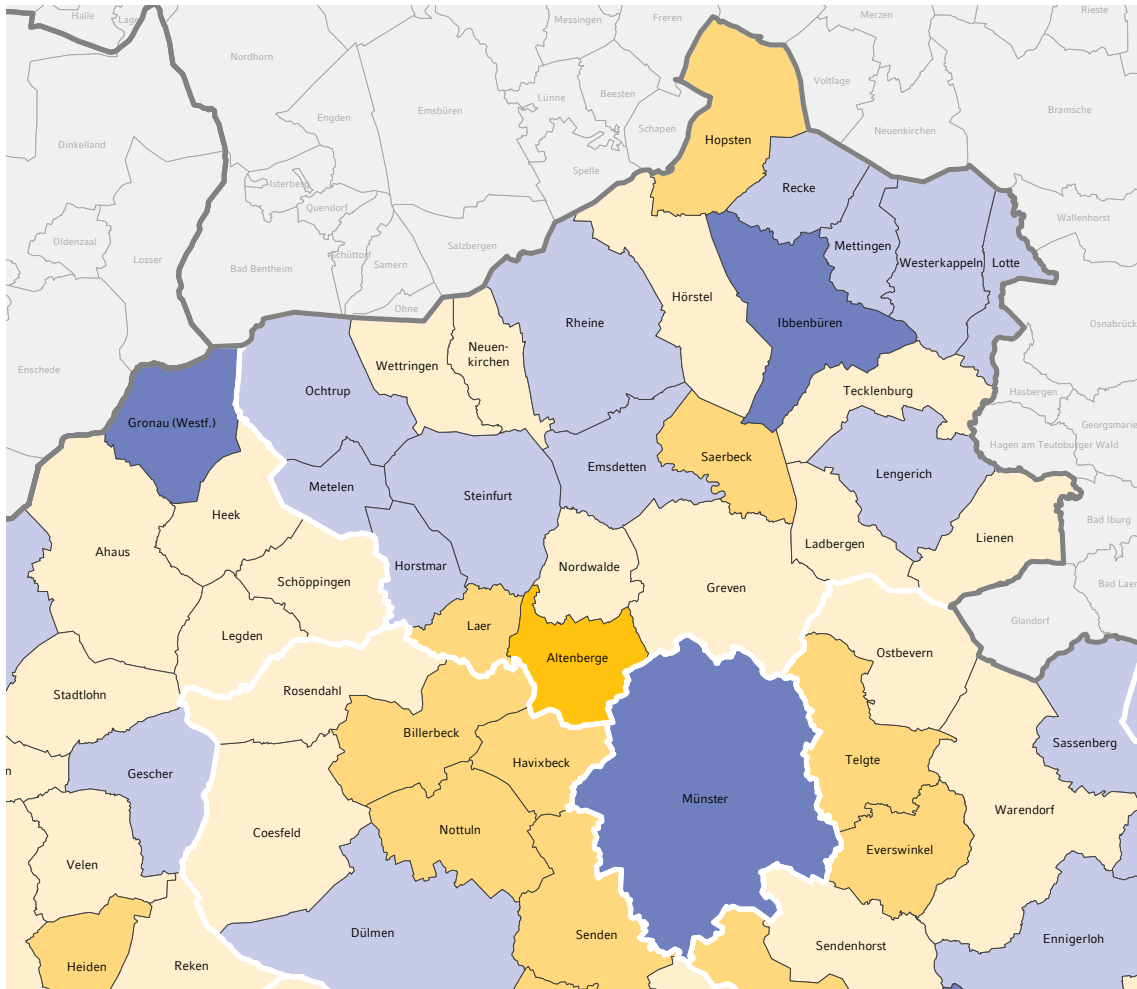 Halle
Lage
Messingen
Freren
Merzen
Rieste
Nordhorn
Voltlage
Lünne
Beesten
Emsbüren
Bramsche
Engden
Schapen
Neuenkirchen
Dinkelland
Hopsten
Spelle
Isterberg
Recke
Quendorf
Wallenhorst
Oldenzaal
Salzbergen
Mettingen
Losser
Schüttorf
Samern
Westerkappeln
Lotte
Bad Bentheim
Hörstel
Ohne
Rheine
Ibbenbüren
Osnabrück
Neuen-
kirchen
Enschede
Wettringen
Ochtrup
Tecklenburg
Hasbergen
Gronau (Westf.)
Georgsmarie
Hagen am Teutoburger Wald
Saerbeck
Emsdetten
Lengerich
Metelen
Steinfurt
Heek
Bad Iburg
Lienen
Ladbergen
Ahaus
Horstmar
Nordwalde
Schöppingen
Greven
Bad Laer
Glandorf
Laer
Legden
Ostbevern
Altenberge
Rosendahl
Stadtlohn
Billerbeck
Sassenberg
Telgte
Havixbeck
n
Gescher
Münster
Warendorf
Nottuln
Coesfeld
Everswinkel
Velen
Dülmen
Senden
Ennigerloh
Sendenhorst
Heiden
Reken